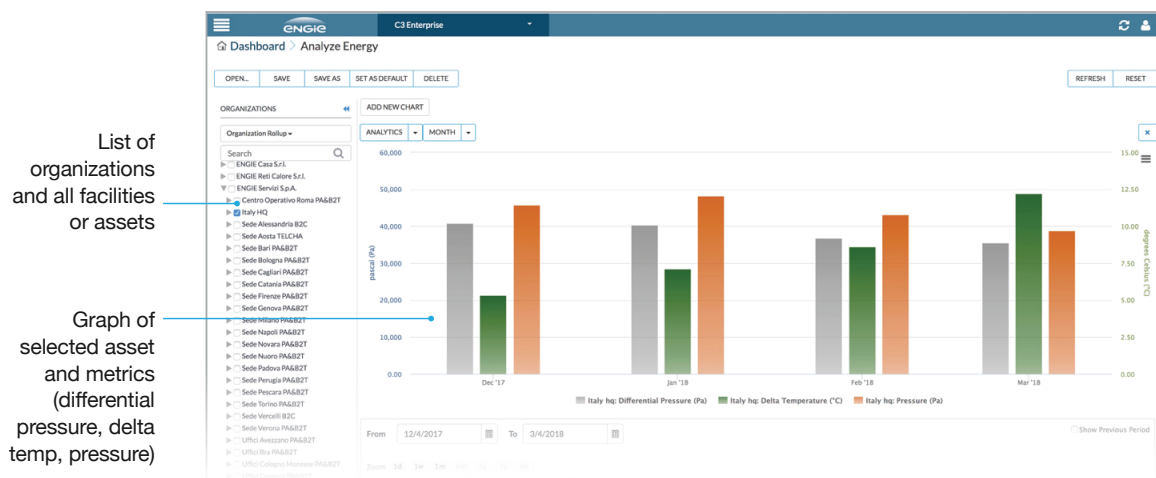 ENGIE
C3 Enterprise
Dashboard > Analyze Energy
OPEN...
SAVE
SAVE AS
SET AS DEFAULT
DELETE
REFRESH
RESET
ORGANIZATIONS
Organization Rollup
Search
ENGIE Casa S.r.l.
ENGIE Reti Calore S.r.l.
ENGIE Servizi S.p.A.
Centro Operativo Roma PA&B2T
Italy HQ
Sede Alessandria B2C
Sede Aosta TELCHA
Sede Bari PA&B2T
Sede Bologna PA&B2T
Sede Cagliari PA&B2T
Sede Catania PA&B2T
Sede Firenze PA&B2T
Sede Genova PA&B2T
Sede Milano PA&B2T
Sede Napoli PA&B2T
Sede Novara PA&B2T
Sede Nuoro PA&B2T
Sede Padova PA&B2T
Sede Perugia PA&B2T
Sede Pescara PA&B2T
Sede Torino PA&B2T
Sede Vercelli B2C
Sede Verona PA&B2T
Uffici Avezzano PA&B2T
Uffici Bra PA&B2T
Uffici Cologno Monzese PA&B2T
List of
organizations
and all facilities
or assets
Graph of
selected asset
and metrics
(differential
pressure, delta
temp, pressure)
ADD NEW CHART
ANALYTICS
MONTH
×
60,000
50,000
40,000
30,000
20,000
10,000
0.00
pascal (Pa)
15.00
12.50
10.00
7.50
5.00
2.50
0.00
degrees Celsius (°C)
Dec '17
Jan '18
Feb '18
Mar '18
Italy hq: Differential Pressure (Pa)
Italy hq: Delta Temperature (°C)
Italy hq: Pressure (Pa)
From 12/4/2017 To 3/4/2018
Show Previous Period
Zoom 1d 1w 1m